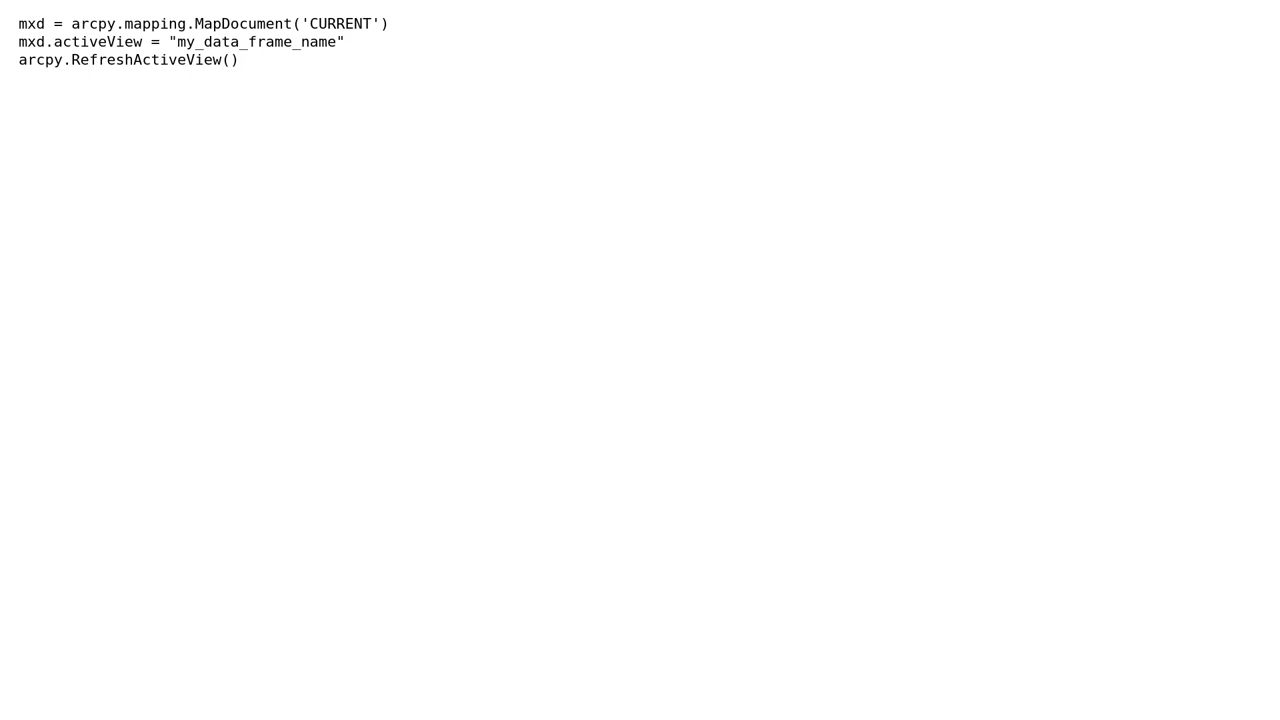 mxd = arcpy.mapping.MapDocument('CURRENT')
mxd.activeView = "my_data_frame_name"
arcpy.RefreshActiveView()